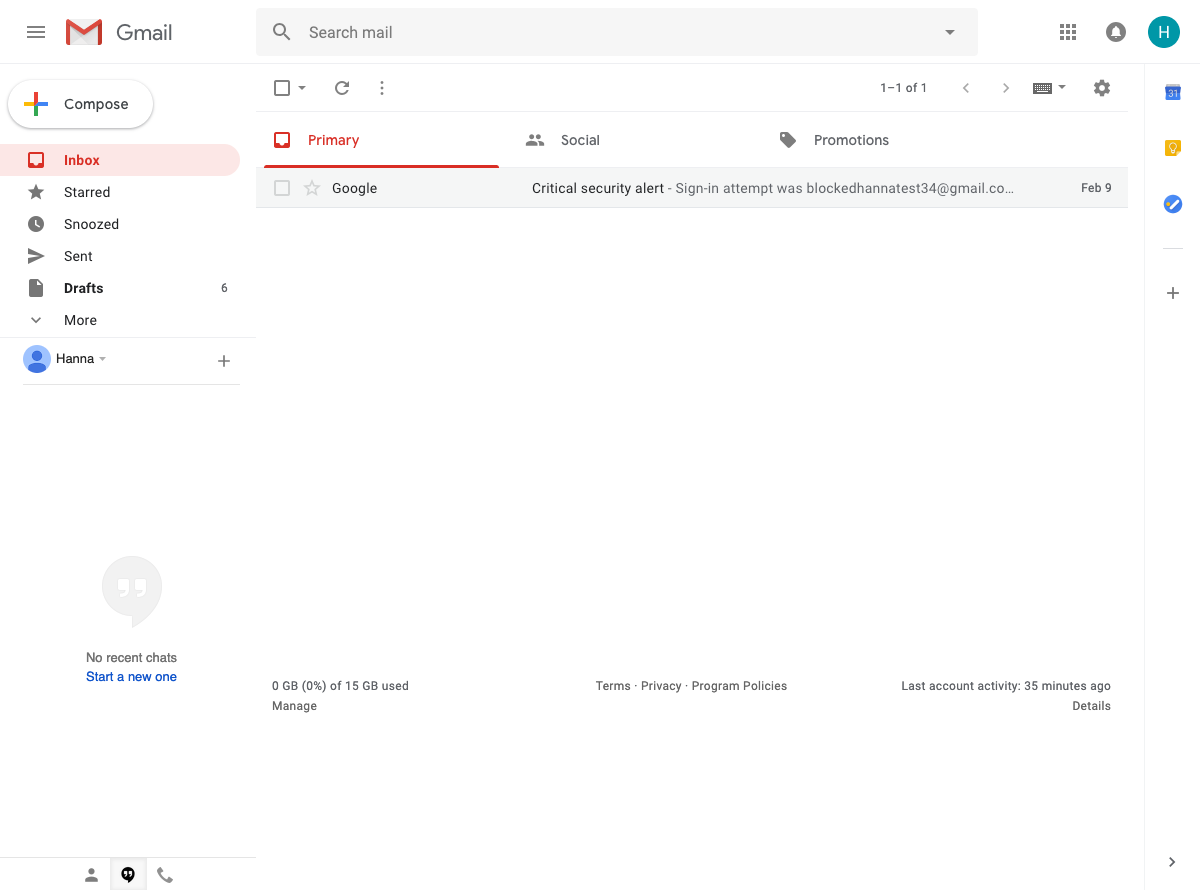 Gmail
Search mail
H
Compose
1–1 of 1
31
Primary
Social
Promotions
Inbox
Google Critical security alert - Sign-in attempt was blockedhannatest34@gmail.co… Feb 9
Starred
Snoozed
Sent
Drafts 6
More
Hanna
No recent chats
Start a new one
0 GB (0%) of 15 GB used
Manage
Terms · Privacy · Program Policies
Last account activity: 35 minutes ago
Details